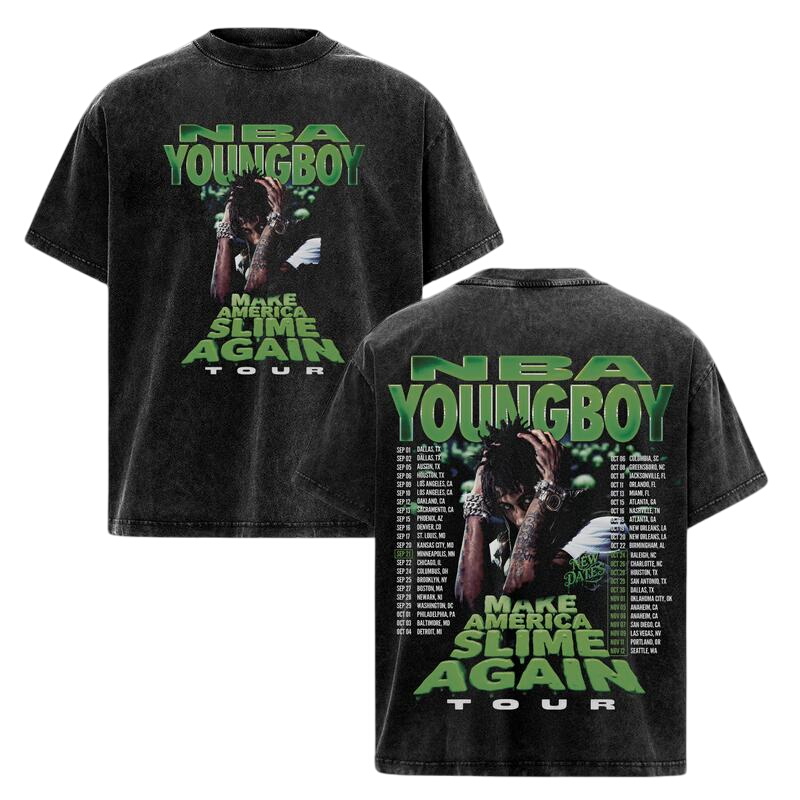 NBA
YOUNGBOY
MAKE
AMERICA
SLIME
AGAIN
TOUR
NBA
YOUNGBOY
SEP 01 DALLAS, TX
SEP 02 DALLAS, TX
SEP 05 AUSTIN, TX
SEP 06 HOUSTON, TX
SEP 09 LOS ANGELES, CA
SEP 10 LOS ANGELES, CA
SEP 12 OAKLAND, CA
SEP 13 SACRAMENTO, CA
SEP 15 PHOENIX, AZ
SEP 16 DENVER, CO
SEP 17 ST. LOUIS, MO
SEP 20 KANSAS CITY, MO
SEP 21 MINNEAPOLIS, MN
SEP 22 CHICAGO, IL
SEP 24 COLUMBUS, OH
SEP 25 BROOKLYN, NY
SEP 27 BOSTON, MA
SEP 28 NEWARK, NJ
SEP 29 WASHINGTON, DC
OCT 01 PHILADELPHIA, PA
OCT 03 BALTIMORE, MD
OCT 04 DETROIT, MI
OCT 06 COLUMBIA, SC
OCT 08 GREENSBORO, NC
OCT 10 JACKSONVILLE, FL
OCT 11 ORLANDO, FL
OCT 13 MIAMI, FL
OCT 15 ATLANTA, GA
OCT 16 NASHVILLE, TN
OCT 18 ATLANTA, GA
OCT NEW ORLEANS, LA
OCT 20 NEW ORLEANS, LA
OCT 22 BIRMINGHAM, AL
OCT 24 RALEIGH, NC
OCT 26 CHARLOTTE, NC
OCT 28 HOUSTON, TX
OCT 29 SAN ANTONIO, TX
OCT 30 DALLAS, TX
NOV 01 OKLAHOMA CITY, OK
NOV 05 ANAHEIM, CA
NOV 06 ANAHEIM, CA
NOV 07 SAN DIEGO, CA
NOV 09 LAS VEGAS, NV
NOV 11 PORTLAND, OR
NOV 12 SEATTLE, WA
NEW
DATES
MAKE
AMERICA
SLIME
AGAIN
TOUR